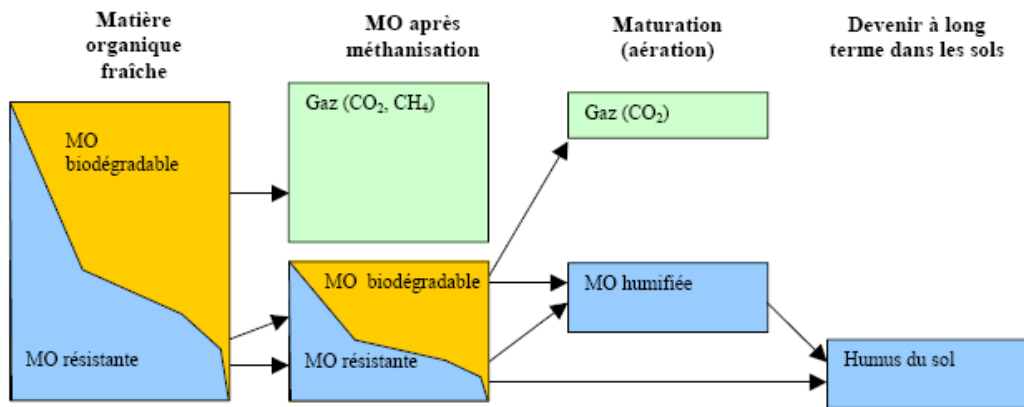 Matière
organique
fraîche
MO après
méthanisation
Maturation
(aération)
Devenir à long
terme dans les sols
MO
biodégradable
MO résistante
Gaz (CO₂, CH₄)
MO biodégradable
MO résistante
Gaz (CO₂)
MO humifiée
Humus du sol